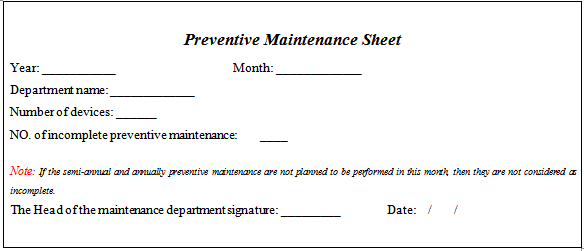 Preventive Maintenance Sheet
Year: ___________ Month: _____________
Department name: _____________
Number of devices: ______
NO. of incomplete preventive maintenance: ____
Note: If the semi-annual and annually preventive maintenance are not planned to be performed in this month, then they are not considered as
incomplete.
The Head of the maintenance department signature: _________ Date: / /